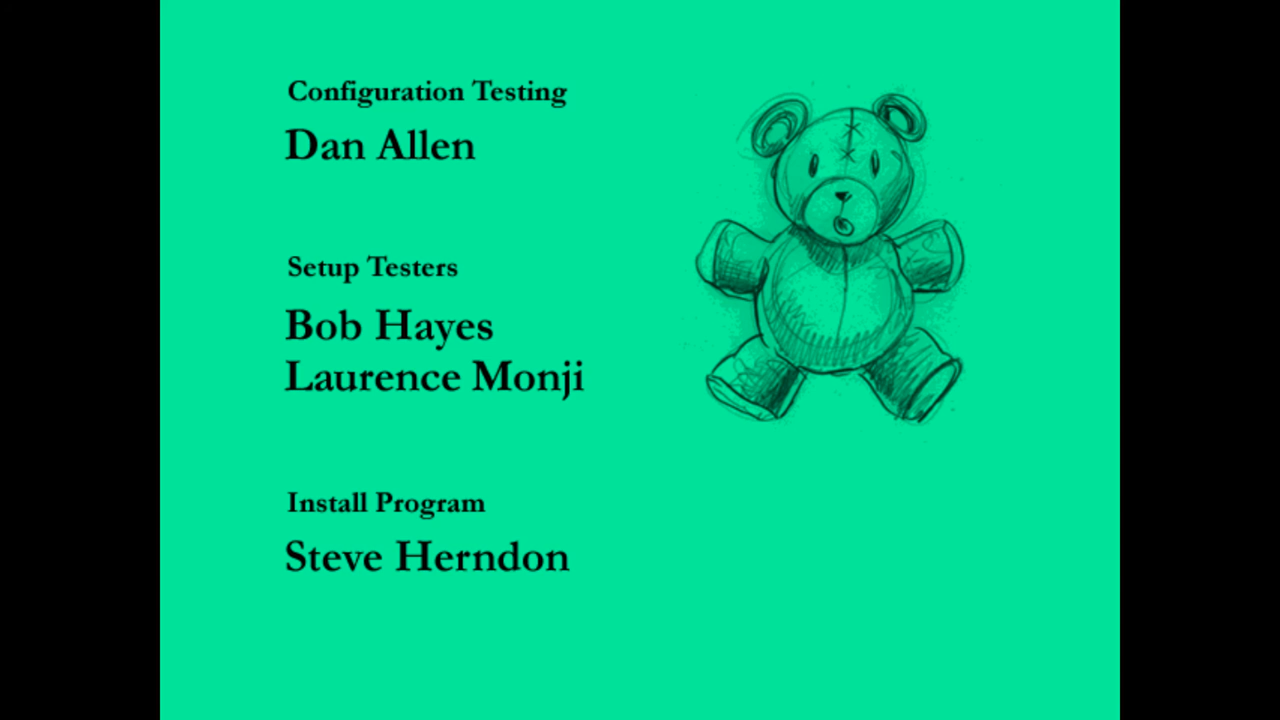 Configuration Testing
Dan Allen
Setup Testers
Bob Hayes
Laurence Monji
Install Program
Steve Herndon